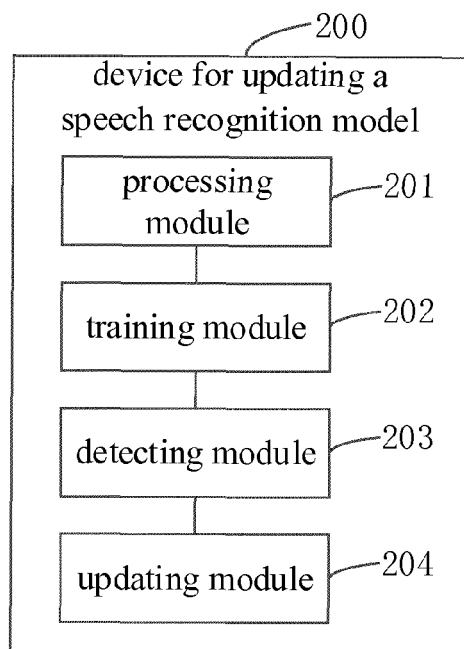 200
device for updating a
speech recognition model
processing
module
201
training module
202
detecting module
203
updating module
204